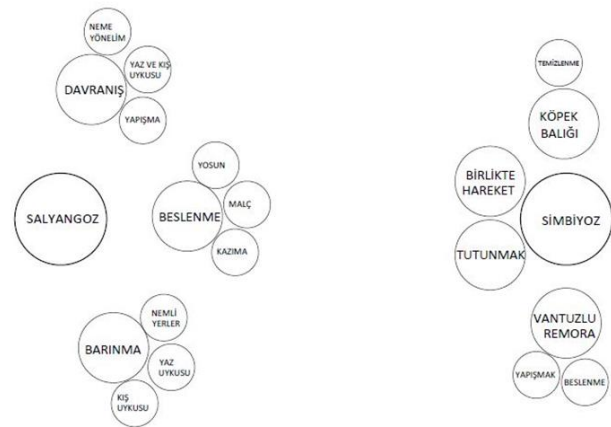 NEME
YÖNELİM
DAVRANIŞ
YAZ VE KIŞ
UYKUSU
YAPIŞMA
SALYANGOZ
BESLENME
YOSUN
MALÇ
KAZIMA
BARINMA
NEMLİ
YERLER
YAZ
UYKUSU
KIŞ
UYKUSU
TEMİZLENME
KÖPEK
BALIĞI
BİRLİKTE
HAREKET
SİMBİYOZ
TUTUNMAK
VANTUZLU
REMORA
YAPIŞMAK
BESLENME